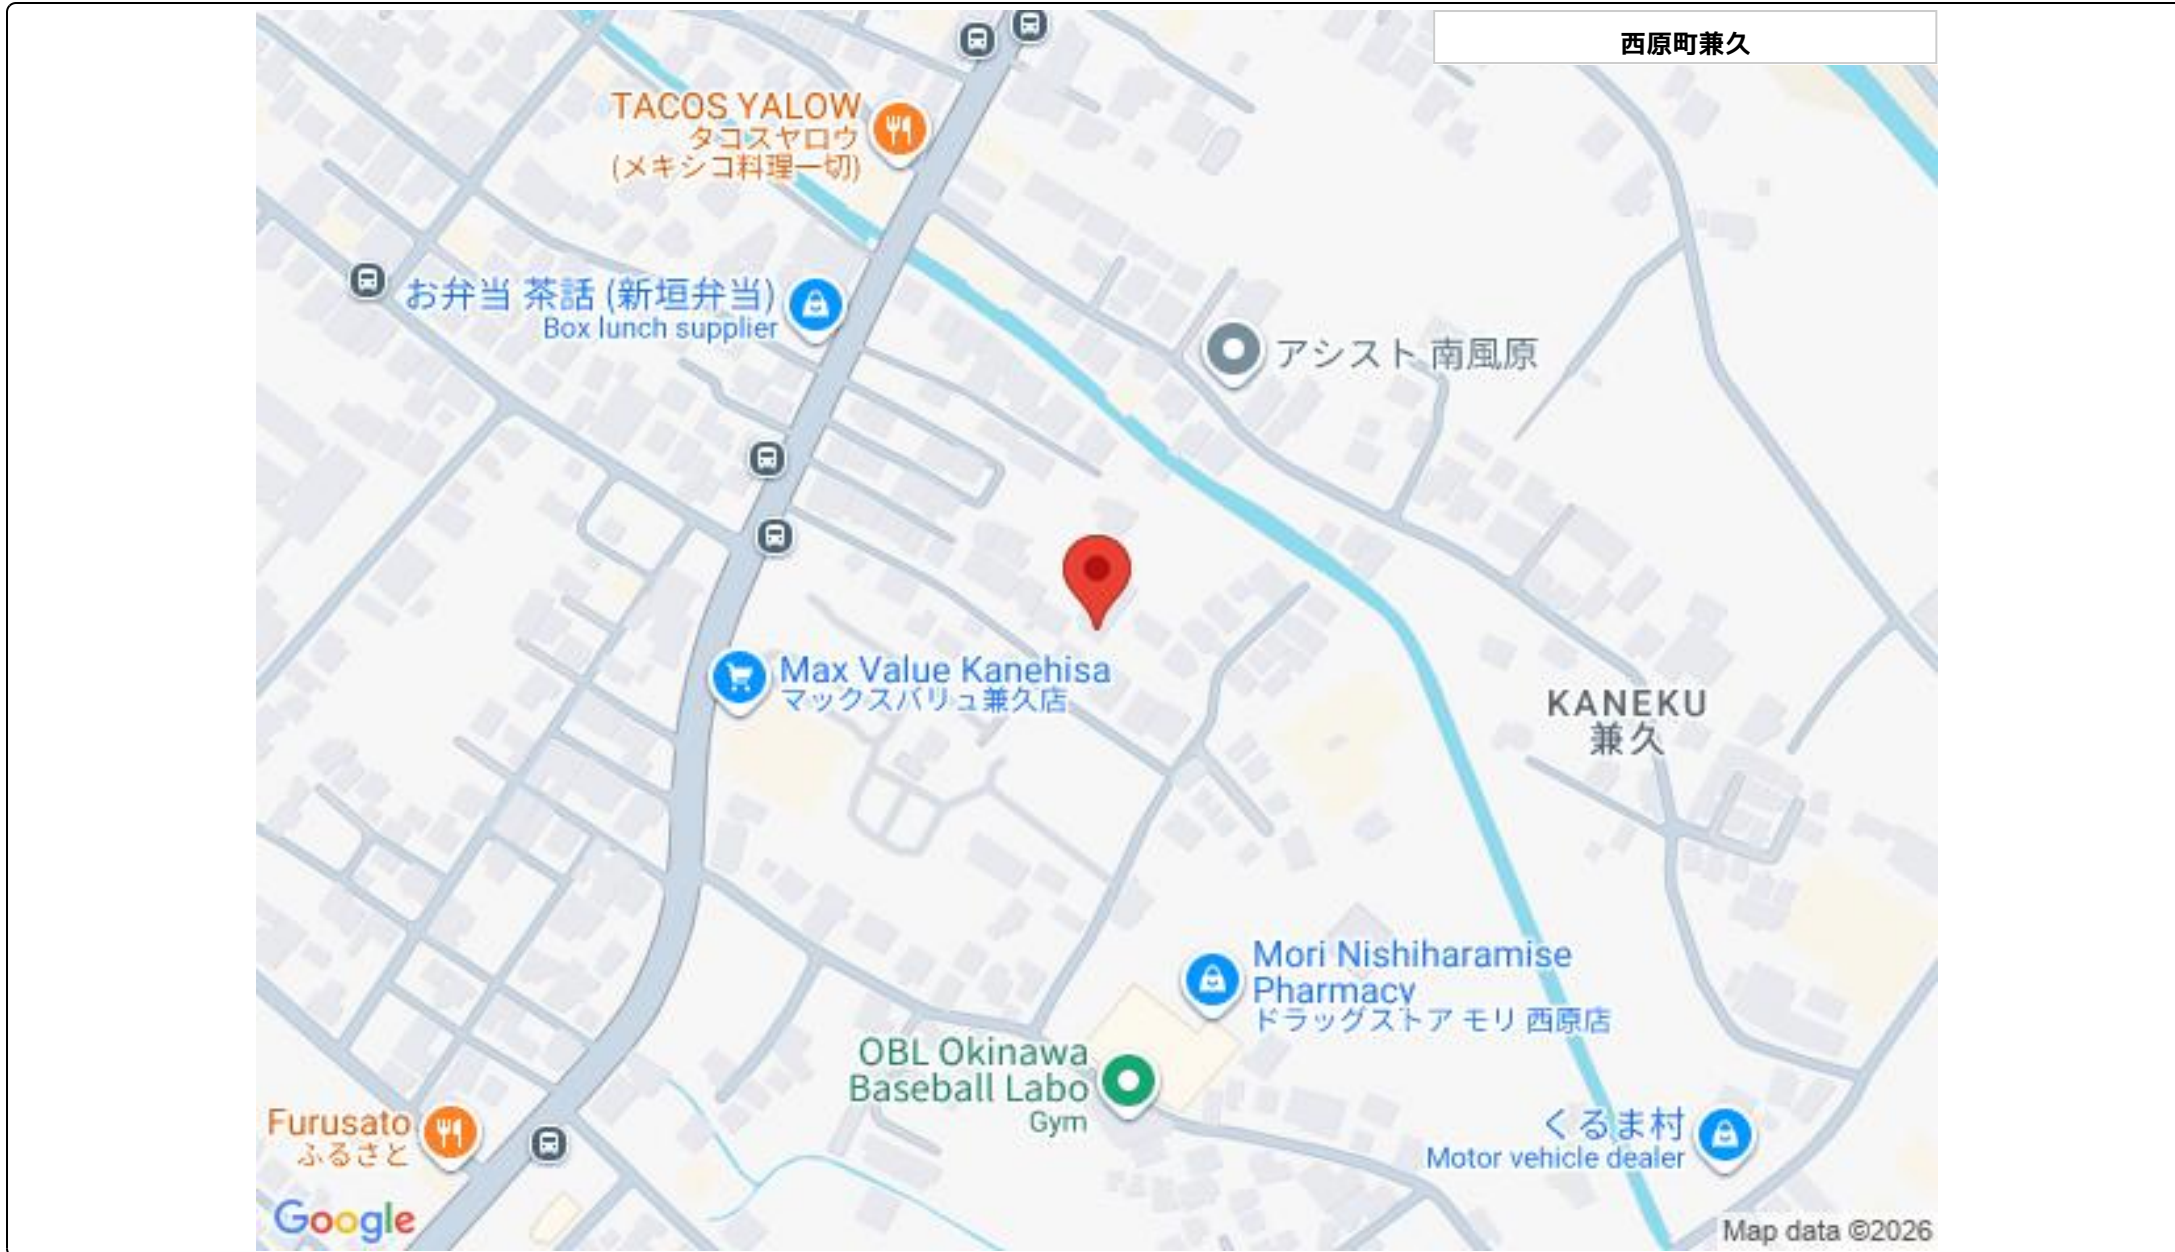 西原町兼久
TACOS YALOW
タコスヤロウ
(メキシコ料理一切)
お弁当 茶話 (新垣弁当)
Box lunch supplier
アシスト 南風原
Max Value Kanehisa
マックスバリュ兼久店
KANEKU
兼久
Mori Nishiharamise
Pharmacy
ドラッグストア モリ 西原店
OBL Okinawa
Baseball Labo
Gym
Furusato
ふるさと
くるま村
Motor vehicle dealer
Google
Map data ©2026